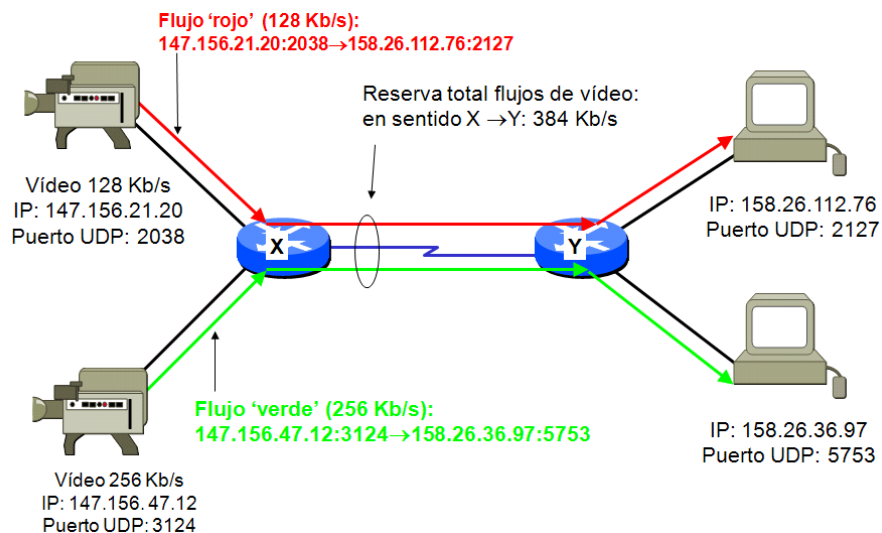 Flujo ‘rojo’ (128 Kb/s):
147.156.21.20:2038→158.26.112.76:2127
Reserva total flujos de vídeo:
en sentido X →Y: 384 Kb/s
Vídeo 128 Kb/s
IP: 147.156.21.20
Puerto UDP: 2038
X
Y
IP: 158.26.112.76
Puerto UDP: 2127
Flujo ‘verde’ (256 Kb/s):
147.156.47.12:3124→158.26.36.97:5753
IP: 158.26.36.97
Puerto UDP: 5753
Vídeo 256 Kb/s
IP: 147.156. 47.12
Puerto UDP: 3124